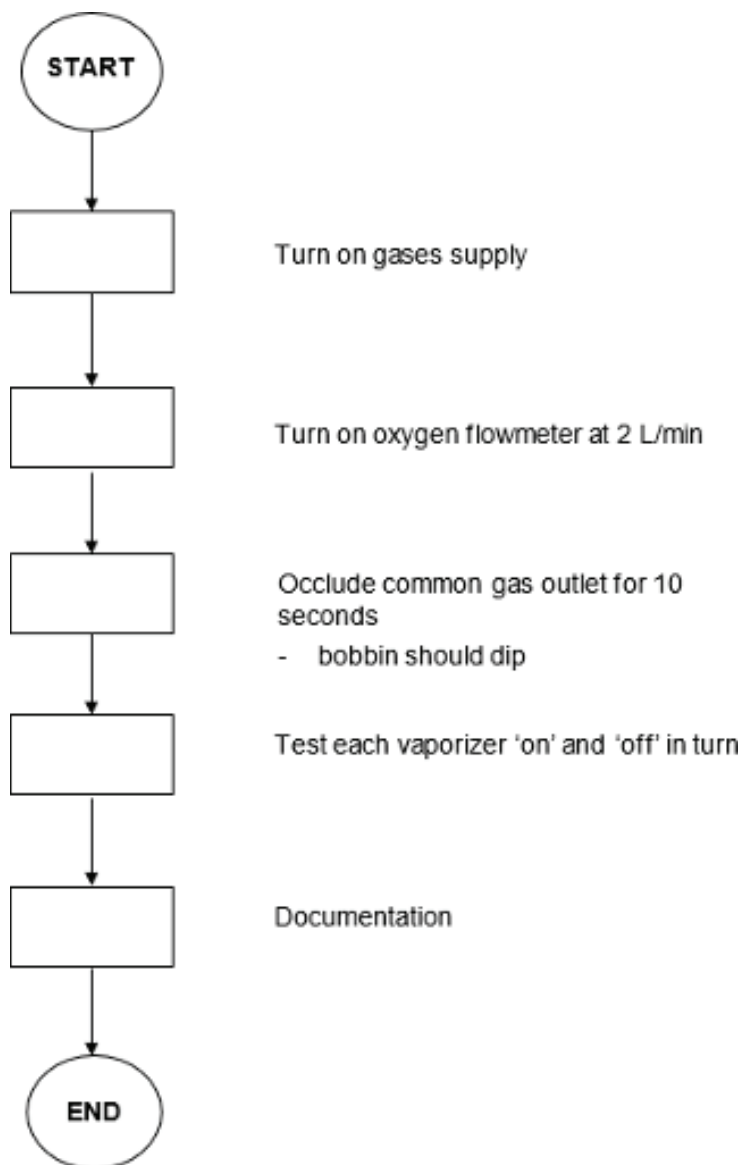 START
Turn on gases supply
Turn on oxygen flowmeter at 2 L/min
Occlude common gas outlet for 10
seconds
- bobbin should dip
Test each vaporizer ‘on’ and ‘off’ in turn
Documentation
END